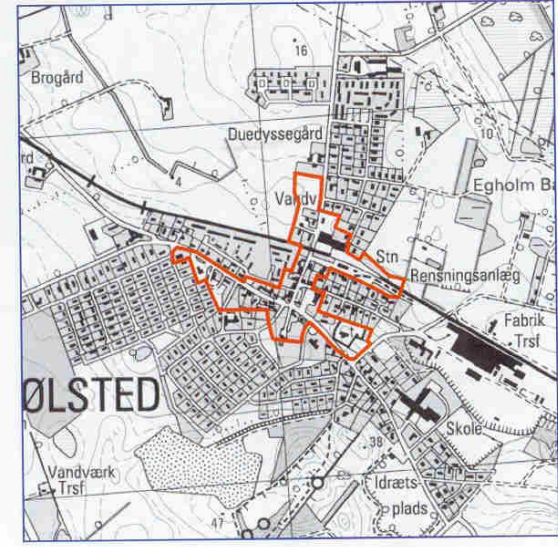 16
Brogård
Duedyssegård
10
rd
4
Egholm B
Vandv
Stn
Rensningsanlæg
Fabrik
Trsf
ØLSTED
Skole
38
Vandværk
Trsf
Idræts
plads
47